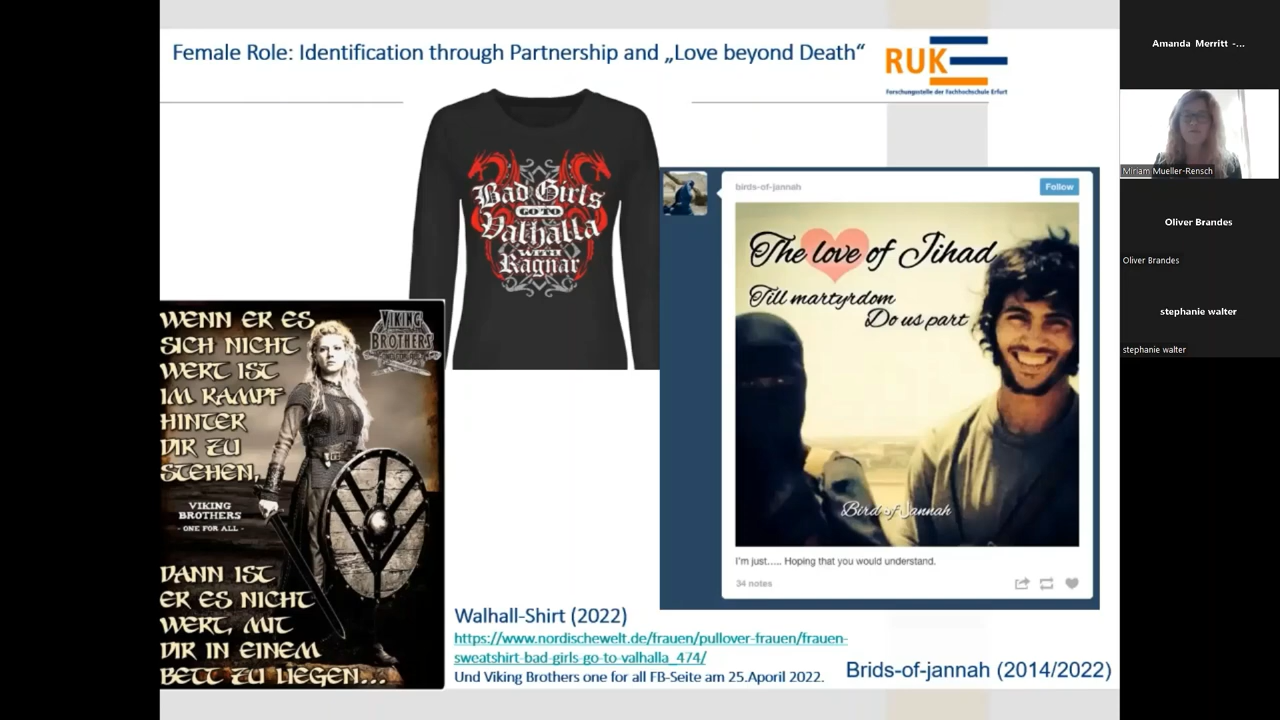 Female Role: Identification through Partnership and „Love beyond Death“
RUK
Forschungsstelle der Fachhochschule Erfurt
Bad Girls
GO TO
Valhalla
WITH
Ragnar
WENN ER ES
SICH NICHT
WERT IST
IM KAMPF
HINTER
DIR ZU
STEHEN,
VIKING
BROTHERS
- ONE FOR ALL -
DANN IST
ER ES NICHT
WERT, MIT
DIR IN EINEM
BETT ZU LIEGEN...
VIKING
BROTHERS
birds-of-jannah
Follow
The love of Jihad
Till martyrdom
Do us part
Bird of Jannah
I'm just..... Hoping that you would understand.
34 notes
Walhall-Shirt (2022)
https://www.nordischewelt.de/frauen/pullover-frauen/frauen-
sweatshirt-bad-girls-go-to-valhalla_474/
Und Viking Brothers one for all FB-Seite am 25.Aporil 2022.
Brids-of-jannah (2014/2022)
Amanda Merritt -...
Miriam Mueller-Rensch
Oliver Brandes
Oliver Brandes
stephanie walter
stephanie walter